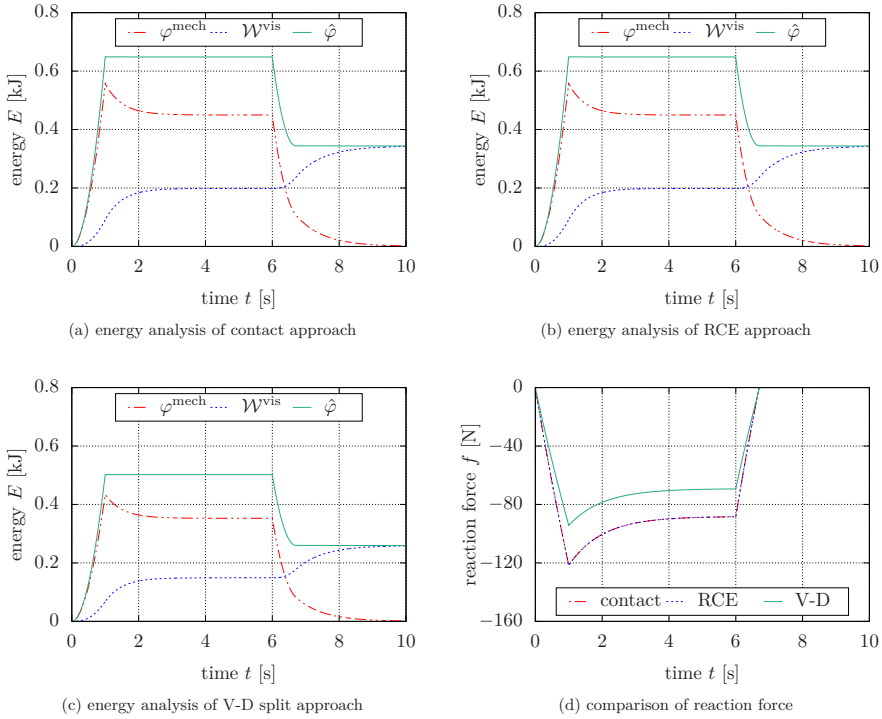 0.8
0.6
0.4
0.2
0
energy E [kJ]
φ^mech 𝒲^vis φ̂
0 2 4 6 8 10
time t [s]
(a) energy analysis of contact approach
0.8
0.6
0.4
0.2
0
energy E [kJ]
φ^mech 𝒲^vis φ̂
0 2 4 6 8 10
time t [s]
(b) energy analysis of RCE approach
0.8
0.6
0.4
0.2
0
energy E [kJ]
φ^mech 𝒲^vis φ̂
0 2 4 6 8 10
time t [s]
(c) energy analysis of V-D split approach
0
−40
−80
−120
−160
reaction force f [N]
contact RCE V-D
0 2 4 6 8 10
time t [s]
(d) comparison of reaction force